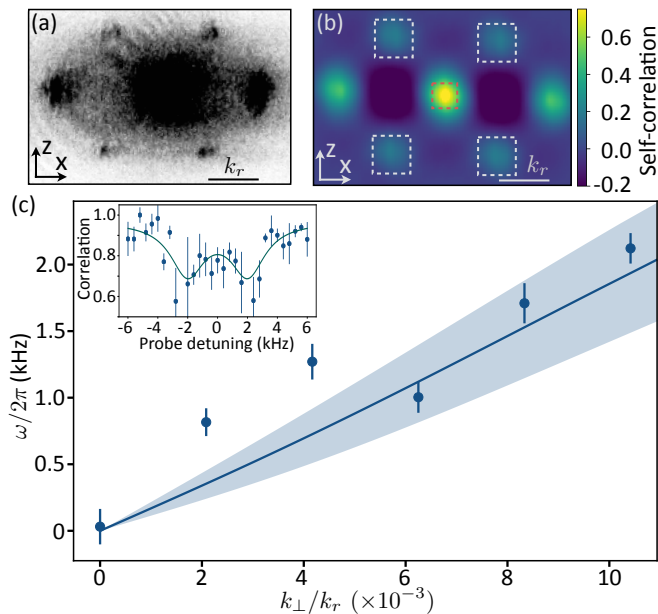 (a)
z
x
k_r
(b)
z
x
k_r
0.6
0.4
0.2
0.0
-0.2
Self-correlation
(c)
2.0
1.5
1.0
0.5
0
ω/2π (kHz)
1.0
0.8
0.6
Correlation
-6 -4 -2 0 2 4 6
Probe detuning (kHz)
0 2 4 6 8 10
k_⊥/k_r (×10⁻³)